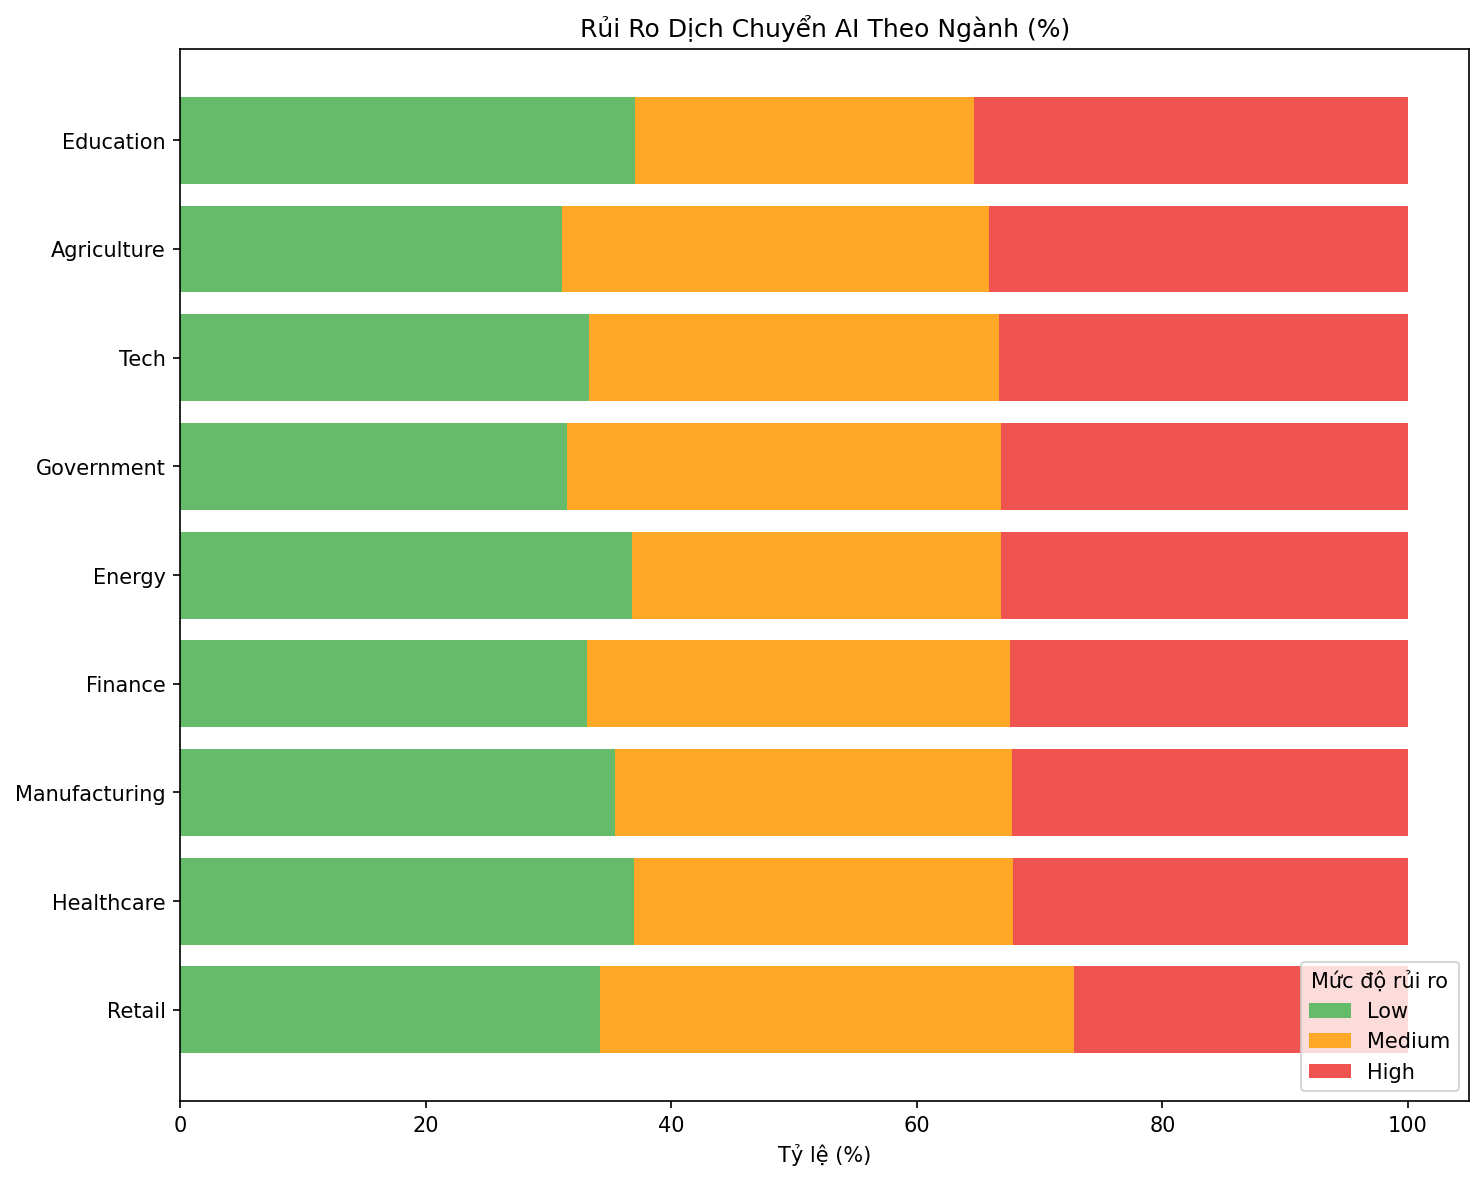 Rủi Ro Dịch Chuyển AI Theo Ngành (%)
Education
Agriculture
Tech
Government
Energy
Finance
Manufacturing
Healthcare
Retail
Mức độ rủi ro
Low
Medium
High
0 20 40 60 80 100
Tỷ lệ (%)